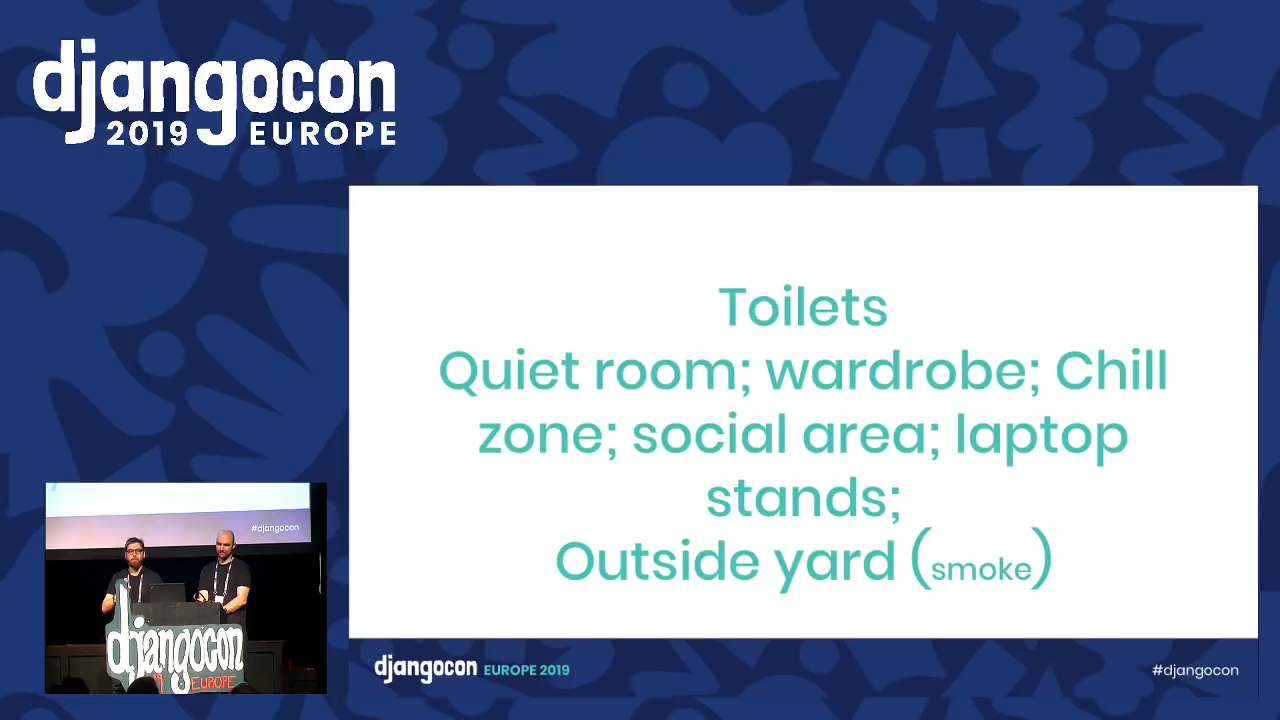 djangocon
2019 EUROPE
Toilets
Quiet room; wardrobe; Chill
zone; social area; laptop
stands;
Outside yard (smoke)
#djangocon
djangocon
EUROPE
djangocon EUROPE 2019
#djangocon